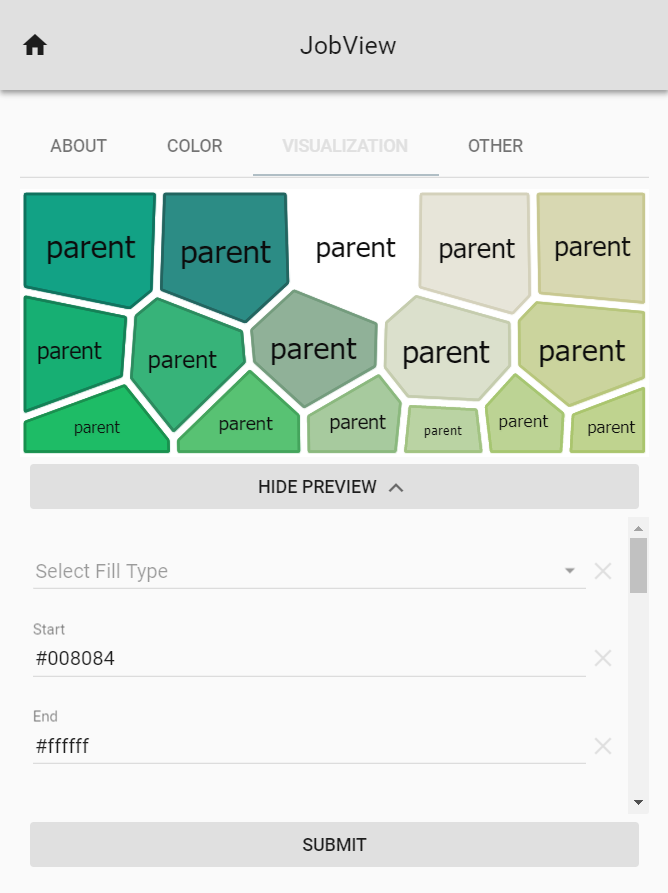 JobView
ABOUT COLOR VISUALIZATION OTHER
parent parent parent parent parent
parent parent parent parent parent
parent parent parent parent parent parent
HIDE PREVIEW
Select Fill Type
Start
#008084
End
#ffffff
SUBMIT